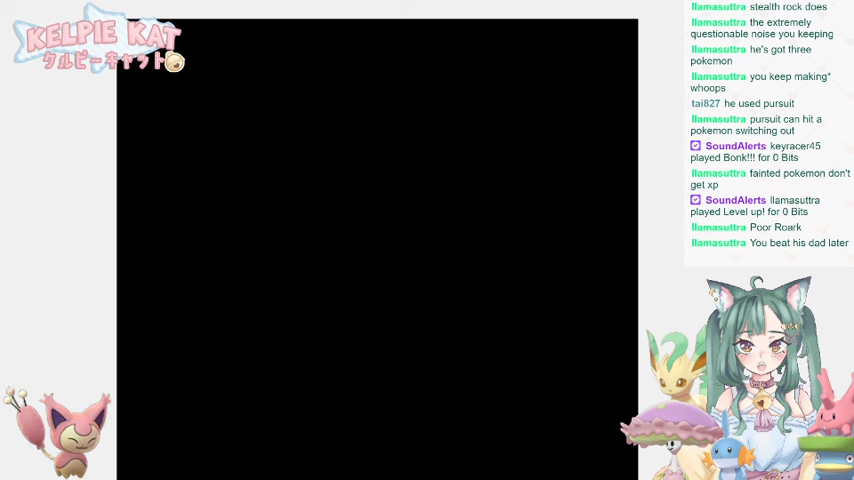 KELPIE KAT
クルピーキャット
llamasuttra stealth rock does
llamasuttra the extremely
questionable noise you keeping
llamasuttra he's got three
pokemon
llamasuttra you keep making*
whoops
tai827 he used pursuit
llamasuttra pursuit can hit a
pokemon switching out
SoundAlerts keyracer45
played Bonk!!! for 0 Bits
llamasuttra fainted pokemon don't
get xp
SoundAlerts llamasuttra
played Level up! for 0 Bits
llamasuttra Poor Roark
llamasuttra You beat his dad later